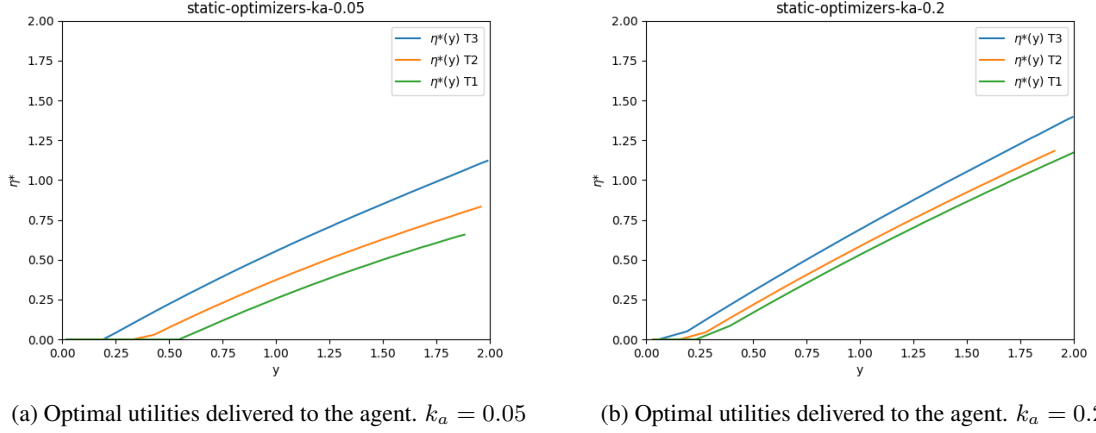 static-optimizers-ka-0.05
2.00
1.75
1.50
1.25
1.00
0.75
0.50
0.25
0.00
η*
η*(y) T3
η*(y) T2
η*(y) T1
0.00 0.25 0.50 0.75 1.00 1.25 1.50 1.75 2.00
y
(a) Optimal utilities delivered to the agent. kₐ = 0.05
static-optimizers-ka-0.2
2.00
1.75
1.50
1.25
1.00
0.75
0.50
0.25
0.00
η*
η*(y) T3
η*(y) T2
η*(y) T1
0.00 0.25 0.50 0.75 1.00 1.25 1.50 1.75 2.00
y
(b) Optimal utilities delivered to the agent. kₐ = 0.2